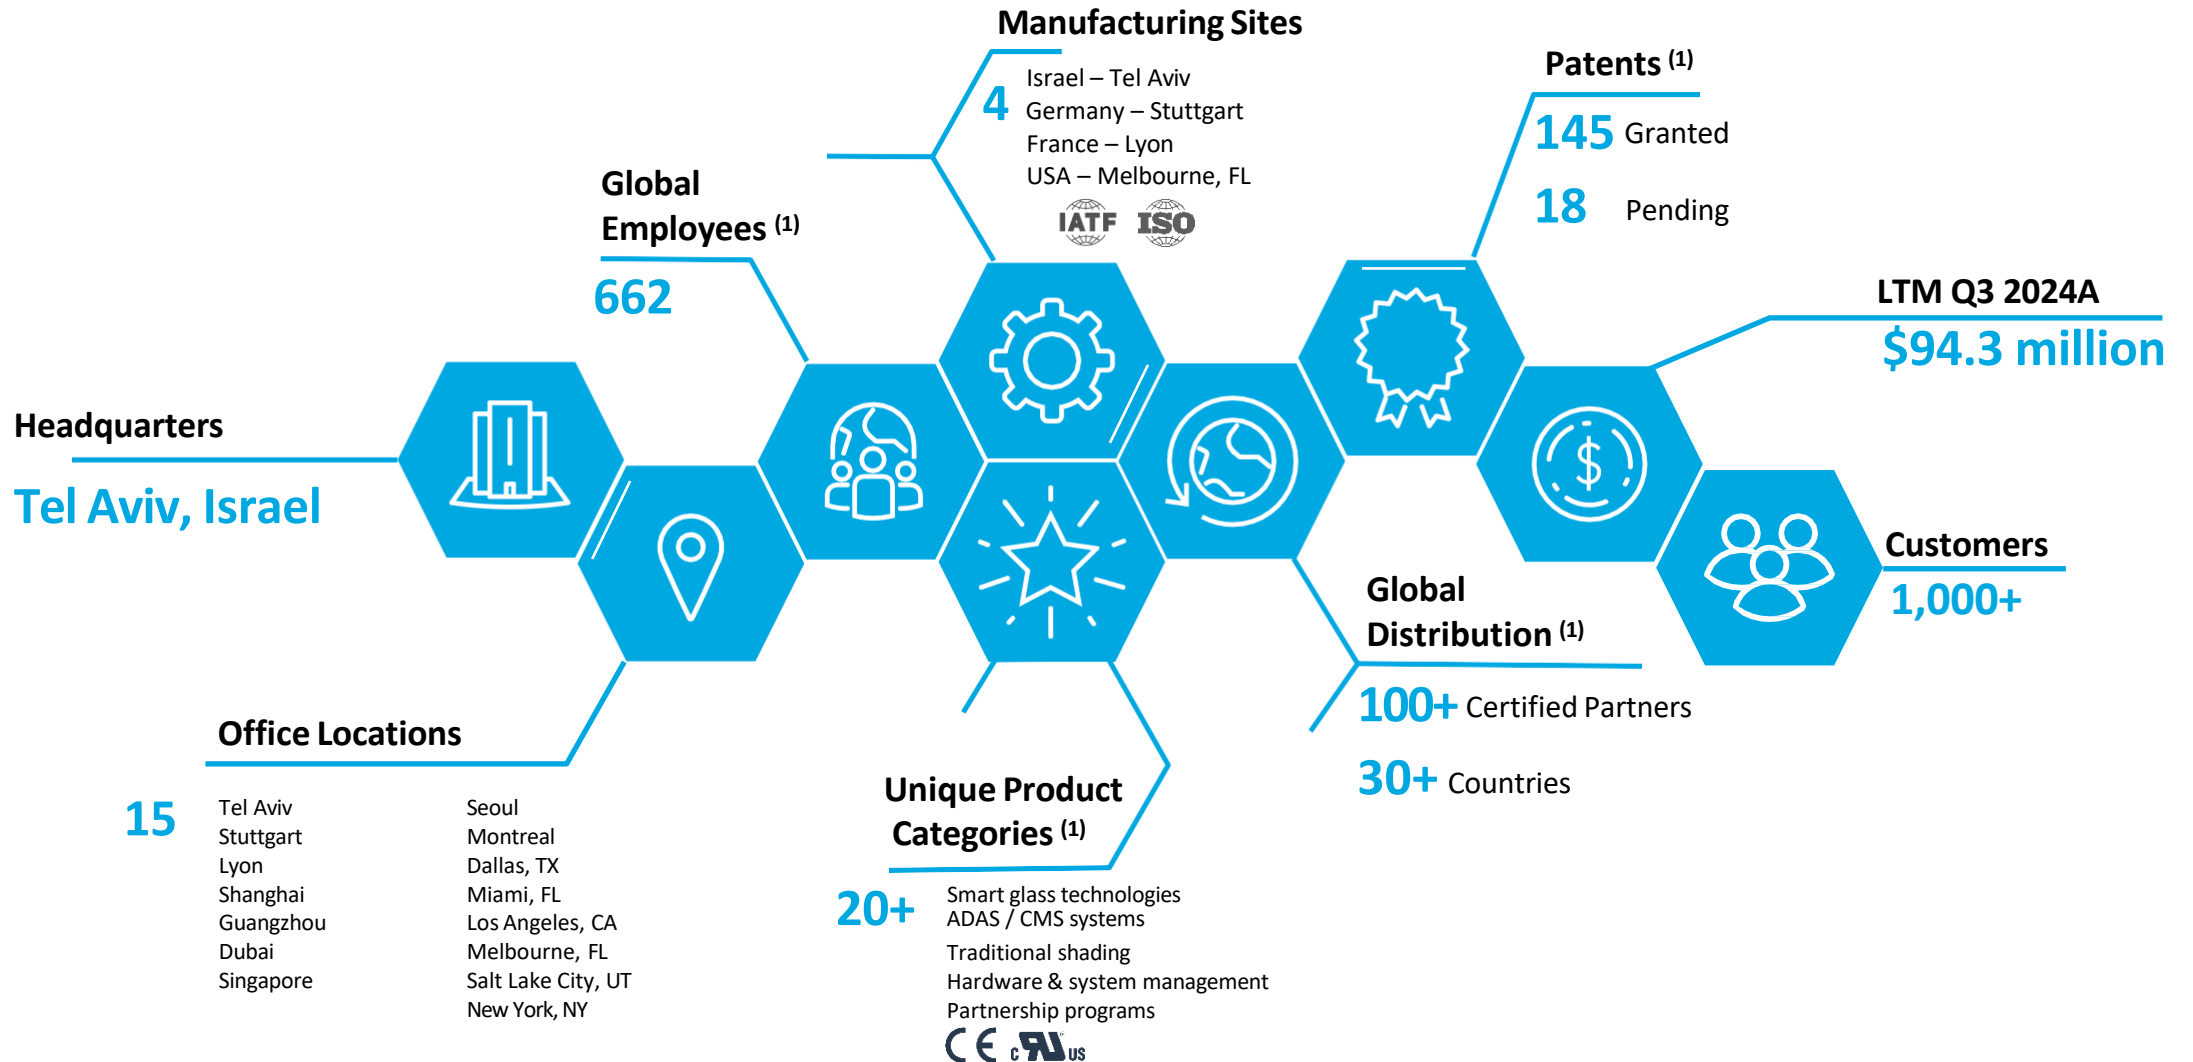 Manufacturing Sites
4
Israel – Tel Aviv
Germany – Stuttgart
France – Lyon
USA – Melbourne, FL
IATF ISO
Patents (1)
145 Granted
18 Pending
Global
Employees (1)
662
LTM Q3 2024A
$94.3 million
Headquarters
Tel Aviv, Israel
$
Customers
1,000+
Global
Distribution (1)
100+ Certified Partners
30+ Countries
Office Locations
15
Tel Aviv
Stuttgart
Lyon
Shanghai
Guangzhou
Dubai
Singapore
Seoul
Montreal
Dallas, TX
Miami, FL
Los Angeles, CA
Melbourne, FL
Salt Lake City, UT
New York, NY
Unique Product
Categories (1)
20+
Smart glass technologies
ADAS / CMS systems
Traditional shading
Hardware & system management
Partnership programs
CE c RU US